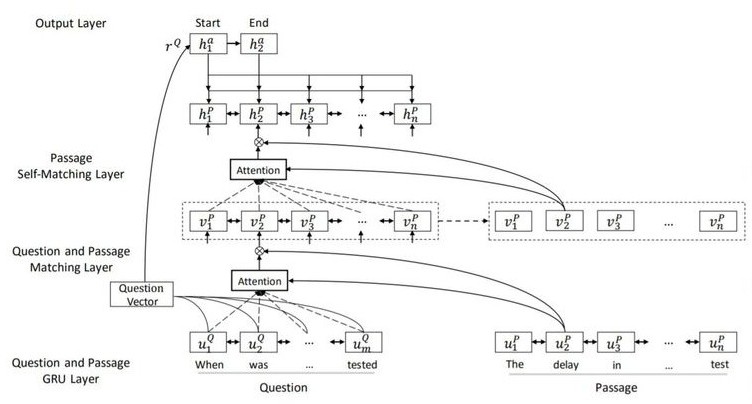 Output Layer
Start End
r^Q h_1^a h_2^a
h_1^P h_2^P h_3^P ... h_n^P
Passage
Self-Matching Layer
Attention
v_1^P v_2^P v_3^P ... v_n^P v_1^P v_2^P v_3^P ... v_n^P
Question and Passage
Matching Layer
Attention
Question
Vector
u_1^Q u_2^Q ... u_m^Q u_1^P u_2^P u_3^P ... u_n^P
Question and Passage
GRU Layer
When was ... tested The delay in ... test
Question Passage